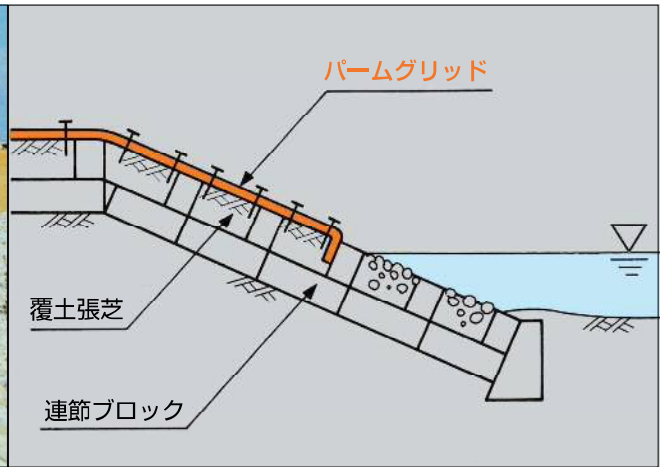 パームグリッド
覆土張芝
連節ブロック